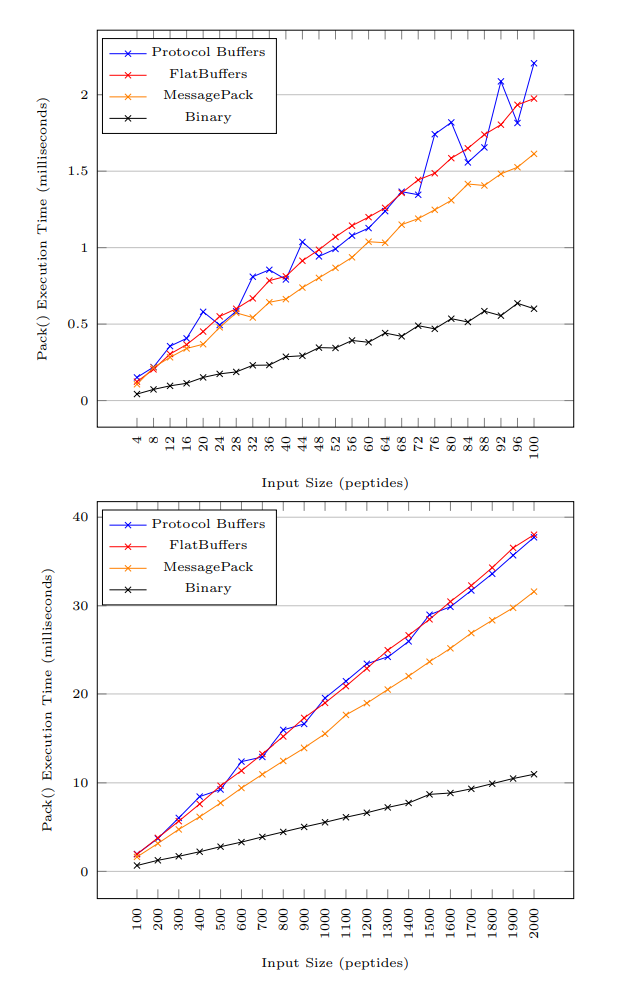 Protocol Buffers
FlatBuffers
MessagePack
Binary
Pack() Execution Time (milliseconds)
2
1.5
1
0.5
0
4 8 12 16 20 24 28 32 36 40 44 48 52 56 60 64 68 72 76 80 84 88 92 96 100
Input Size (peptides)
Protocol Buffers
FlatBuffers
MessagePack
Binary
Pack() Execution Time (milliseconds)
40
30
20
10
0
100 200 300 400 500 600 700 800 900 1000 1100 1200 1300 1400 1500 1600 1700 1800 1900 2000
Input Size (peptides)